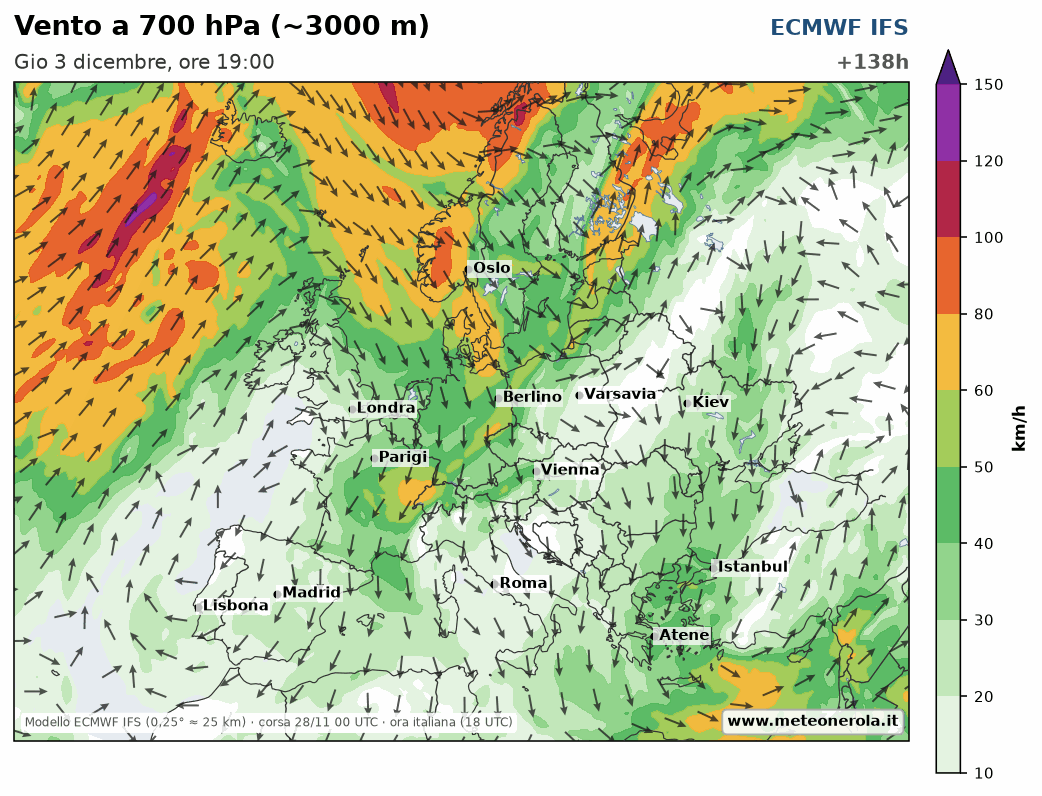 Vento a 700 hPa (~3000 m)
ECMWF IFS
Gio 3 dicembre, ore 19:00
+138h
150
120
100
80
60
50
40
30
20
10
km/h
Oslo
Londra
Berlino
Varsavia
Kiev
Parigi
Vienna
Istanbul
Roma
Madrid
Lisbona
Atene
Modello ECMWF IFS (0,25° ≈ 25 km) · corsa 28/11 00 UTC · ora italiana (18 UTC)
www.meteonerola.it